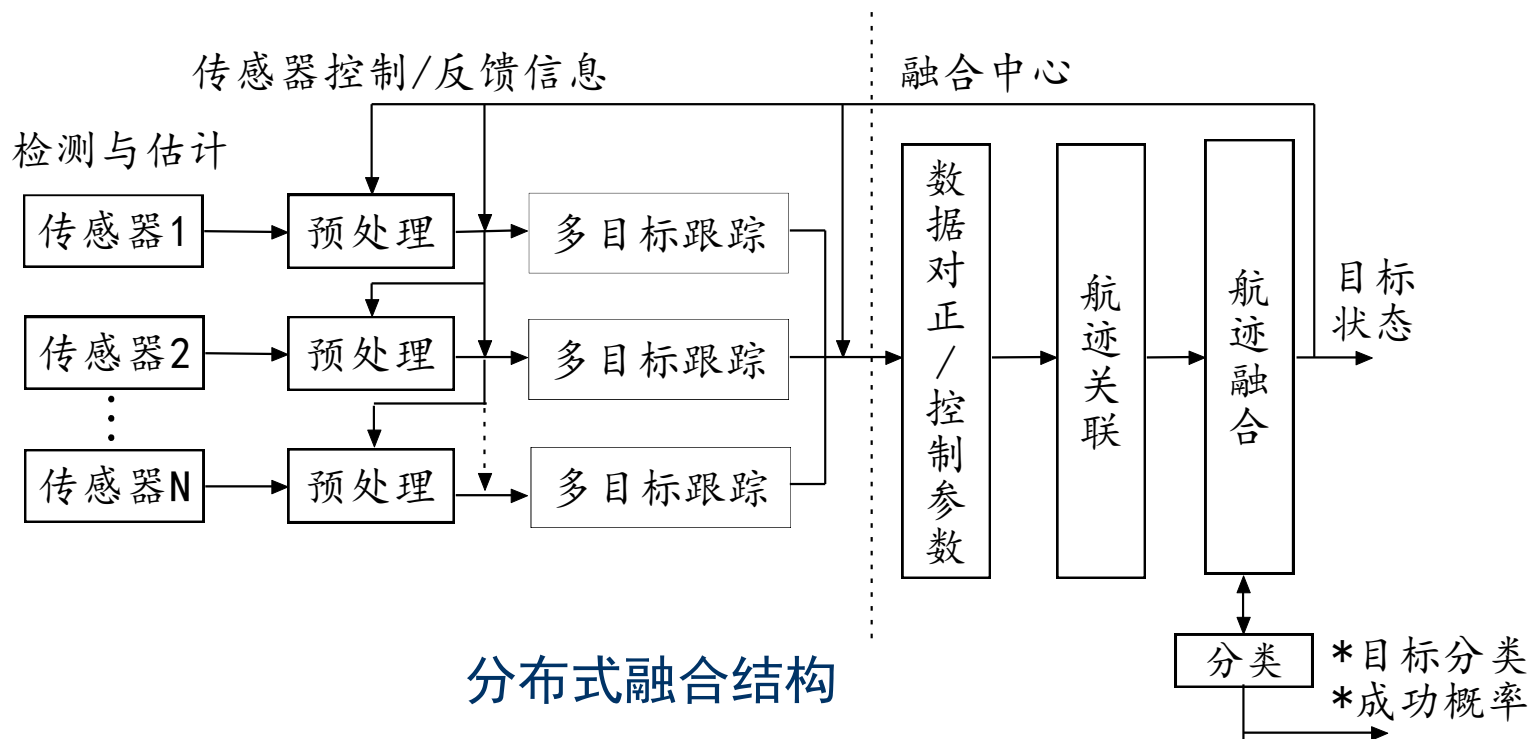 传感器控制/反馈信息
融合中心
检测与估计
传感器1
预处理
多目标跟踪
传感器2
预处理
多目标跟踪
传感器N
预处理
多目标跟踪
数据对正/控制参数
航迹关联
航迹融合
目标
状态
分类
*目标分类
*成功概率
分布式融合结构